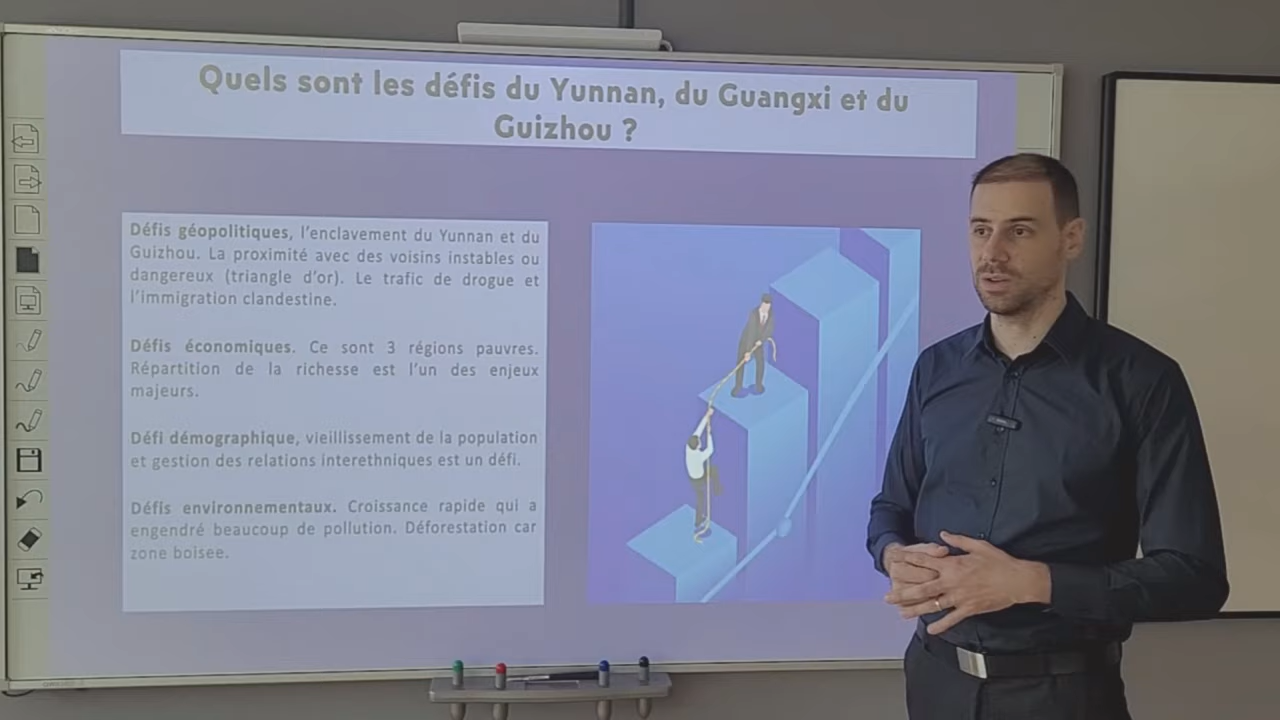 Quels sont les défis du Yunnan, du Guangxi et du
Guizhou ?
Défis géopolitiques, l'enclavement du Yunnan et du
Guizhou. La proximité avec des voisins instables ou
dangereux (triangle d'or). Le trafic de drogue et
l'immigration clandestine.
Défis économiques. Ce sont 3 régions pauvres.
Répartition de la richesse est l'un des enjeux
majeurs.
Défi démographique, vieillissement de la population
et gestion des relations interethniques est un défi.
Défis environnementaux. Croissance rapide qui a
engendré beaucoup de pollution. Déforestation car
zone boisee.